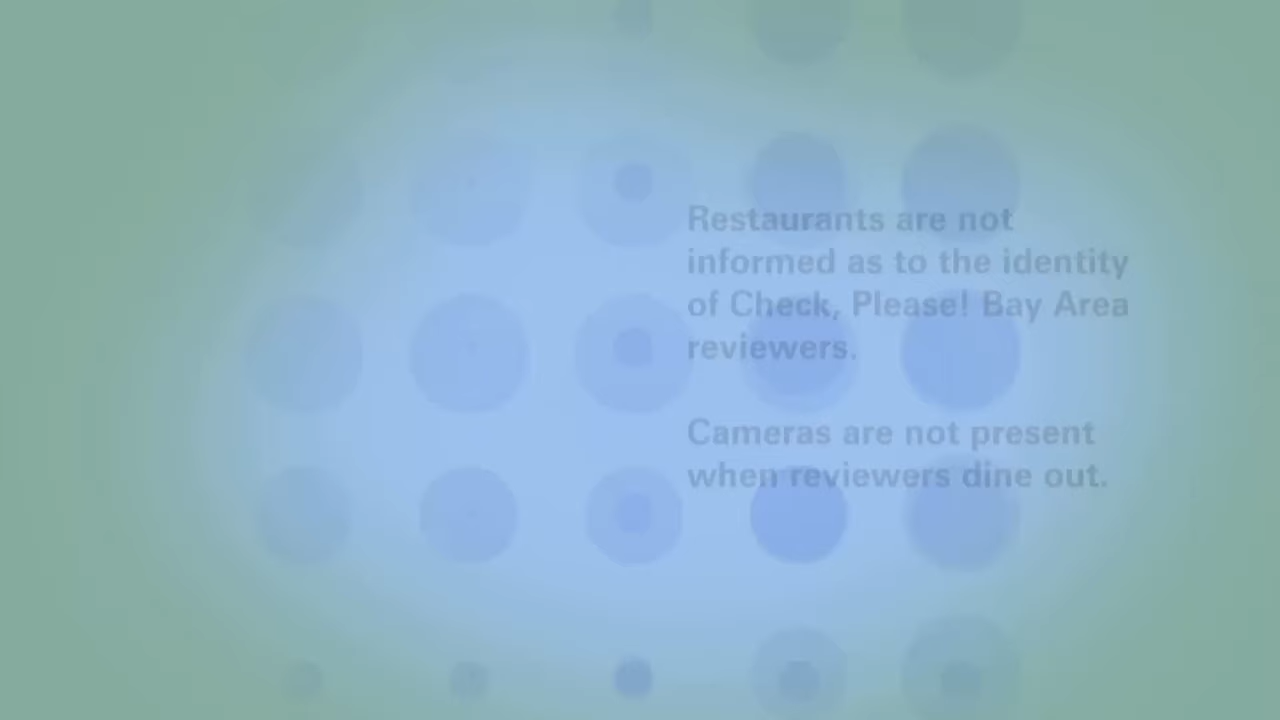 Restaurants are not
informed as to the identity
of Check, Please! Bay Area
reviewers.
Cameras are not present
when reviewers dine out.